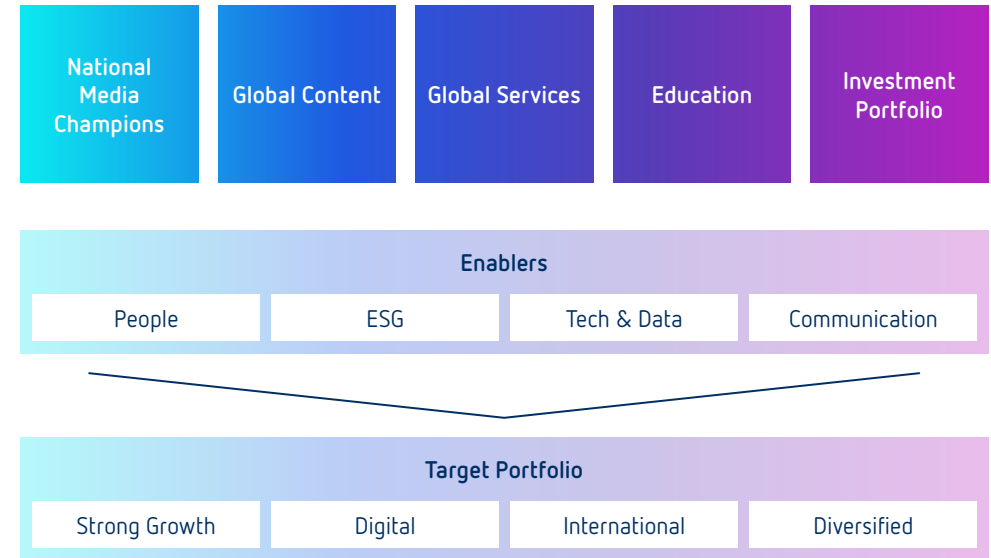 National
Media
Champions
Global Content
Global Services
Education
Investment
Portfolio
Enablers
People
ESG
Tech & Data
Communication
Target Portfolio
Strong Growth
Digital
International
Diversified